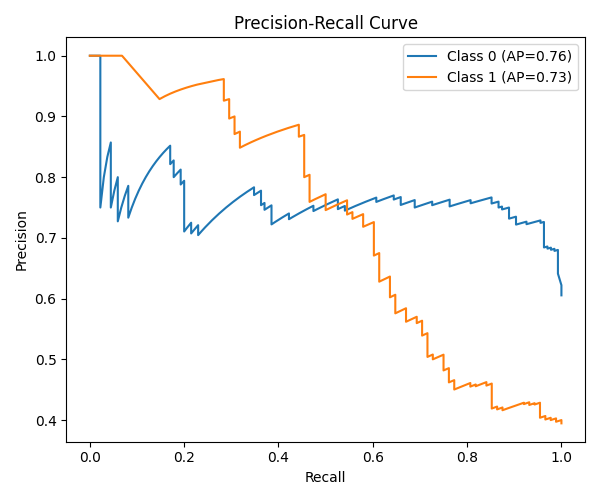 Precision-Recall Curve
Class 0 (AP=0.76)
Class 1 (AP=0.73)
Precision
1.0
0.9
0.8
0.7
0.6
0.5
0.4
0.0 0.2 0.4 0.6 0.8 1.0
Recall